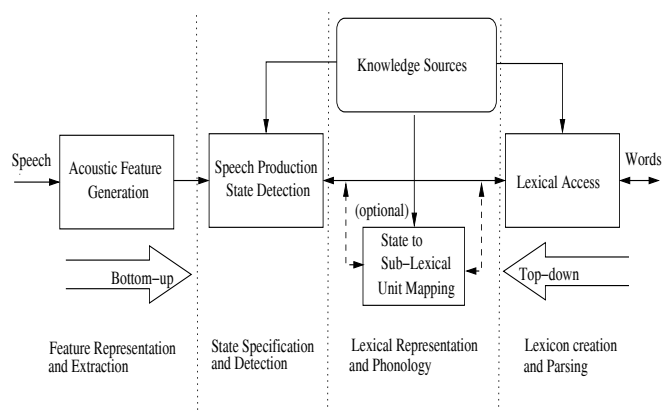 Knowledge Sources
Speech
Acoustic Feature
Generation
Speech Production
State Detection
Lexical Access
Words
(optional)
State to
Sub−Lexical
Unit Mapping
Bottom−up
Top−down
Feature Representation
and Extraction
State Specification
and Detection
Lexical Representation
and Phonology
Lexicon creation
and Parsing